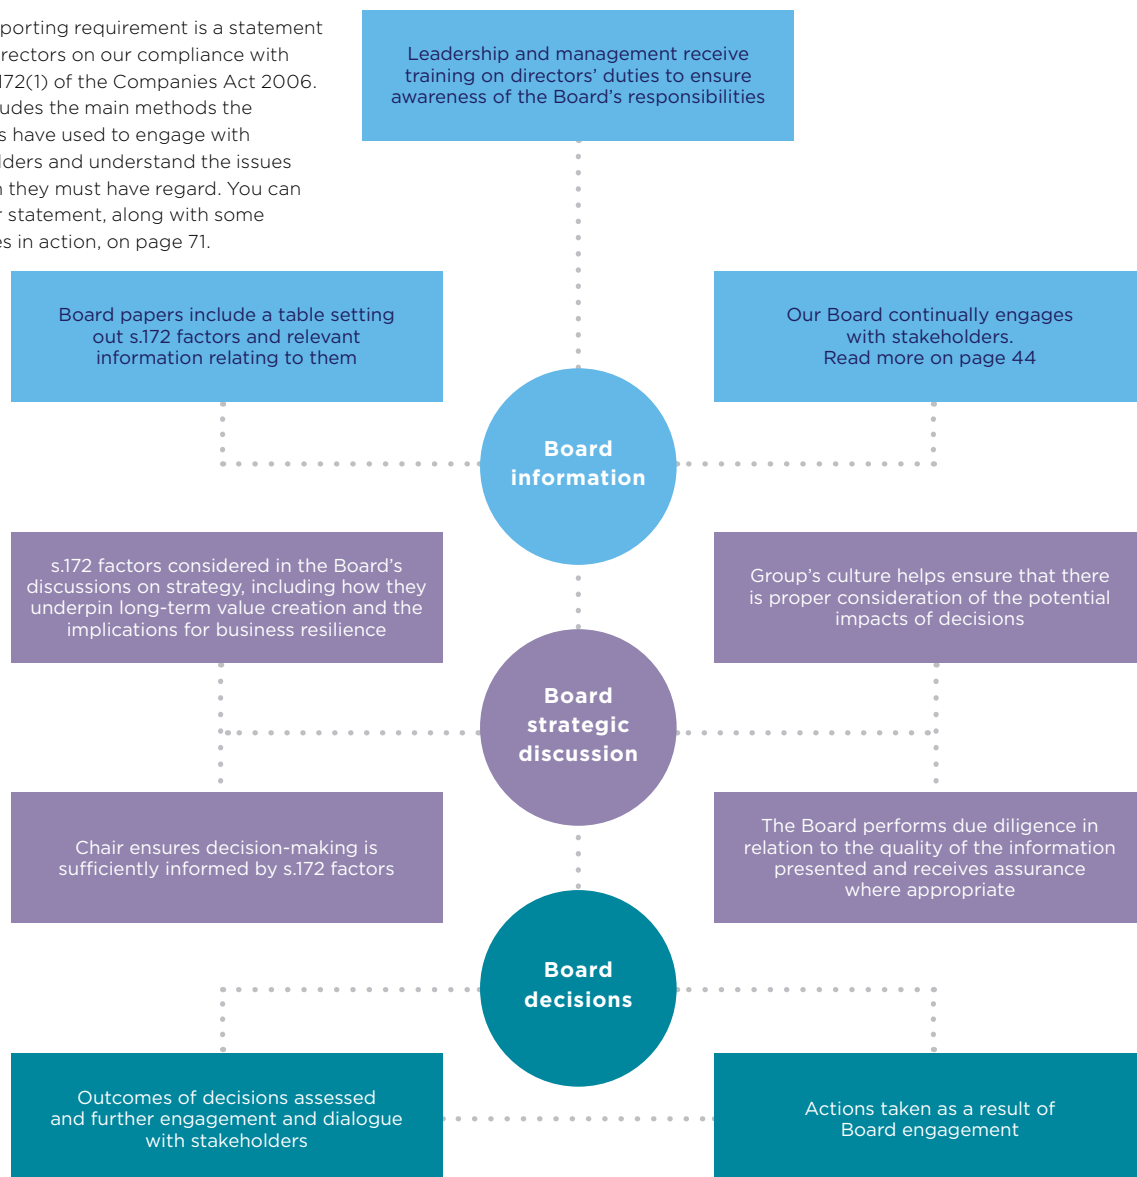 porting requirement is a statement
rectors on our compliance with
172(1) of the Companies Act 2006.
udes the main methods the
s have used to engage with
lders and understand the issues
n they must have regard. You can
r statement, along with some
es in action, on page 71.
Leadership and management receive
training on directors’ duties to ensure
awareness of the Board’s responsibilities
Board papers include a table setting
out s.172 factors and relevant
information relating to them
Our Board continually engages
with stakeholders.
Read more on page 44
Board
information
s.172 factors considered in the Board’s
discussions on strategy, including how they
underpin long-term value creation and the
implications for business resilience
Group’s culture helps ensure that there
is proper consideration of the potential
impacts of decisions
Board
strategic
discussion
Chair ensures decision-making is
sufficiently informed by s.172 factors
The Board performs due diligence in
relation to the quality of the information
presented and receives assurance
where appropriate
Board
decisions
Outcomes of decisions assessed
and further engagement and dialogue
with stakeholders
Actions taken as a result of
Board engagement